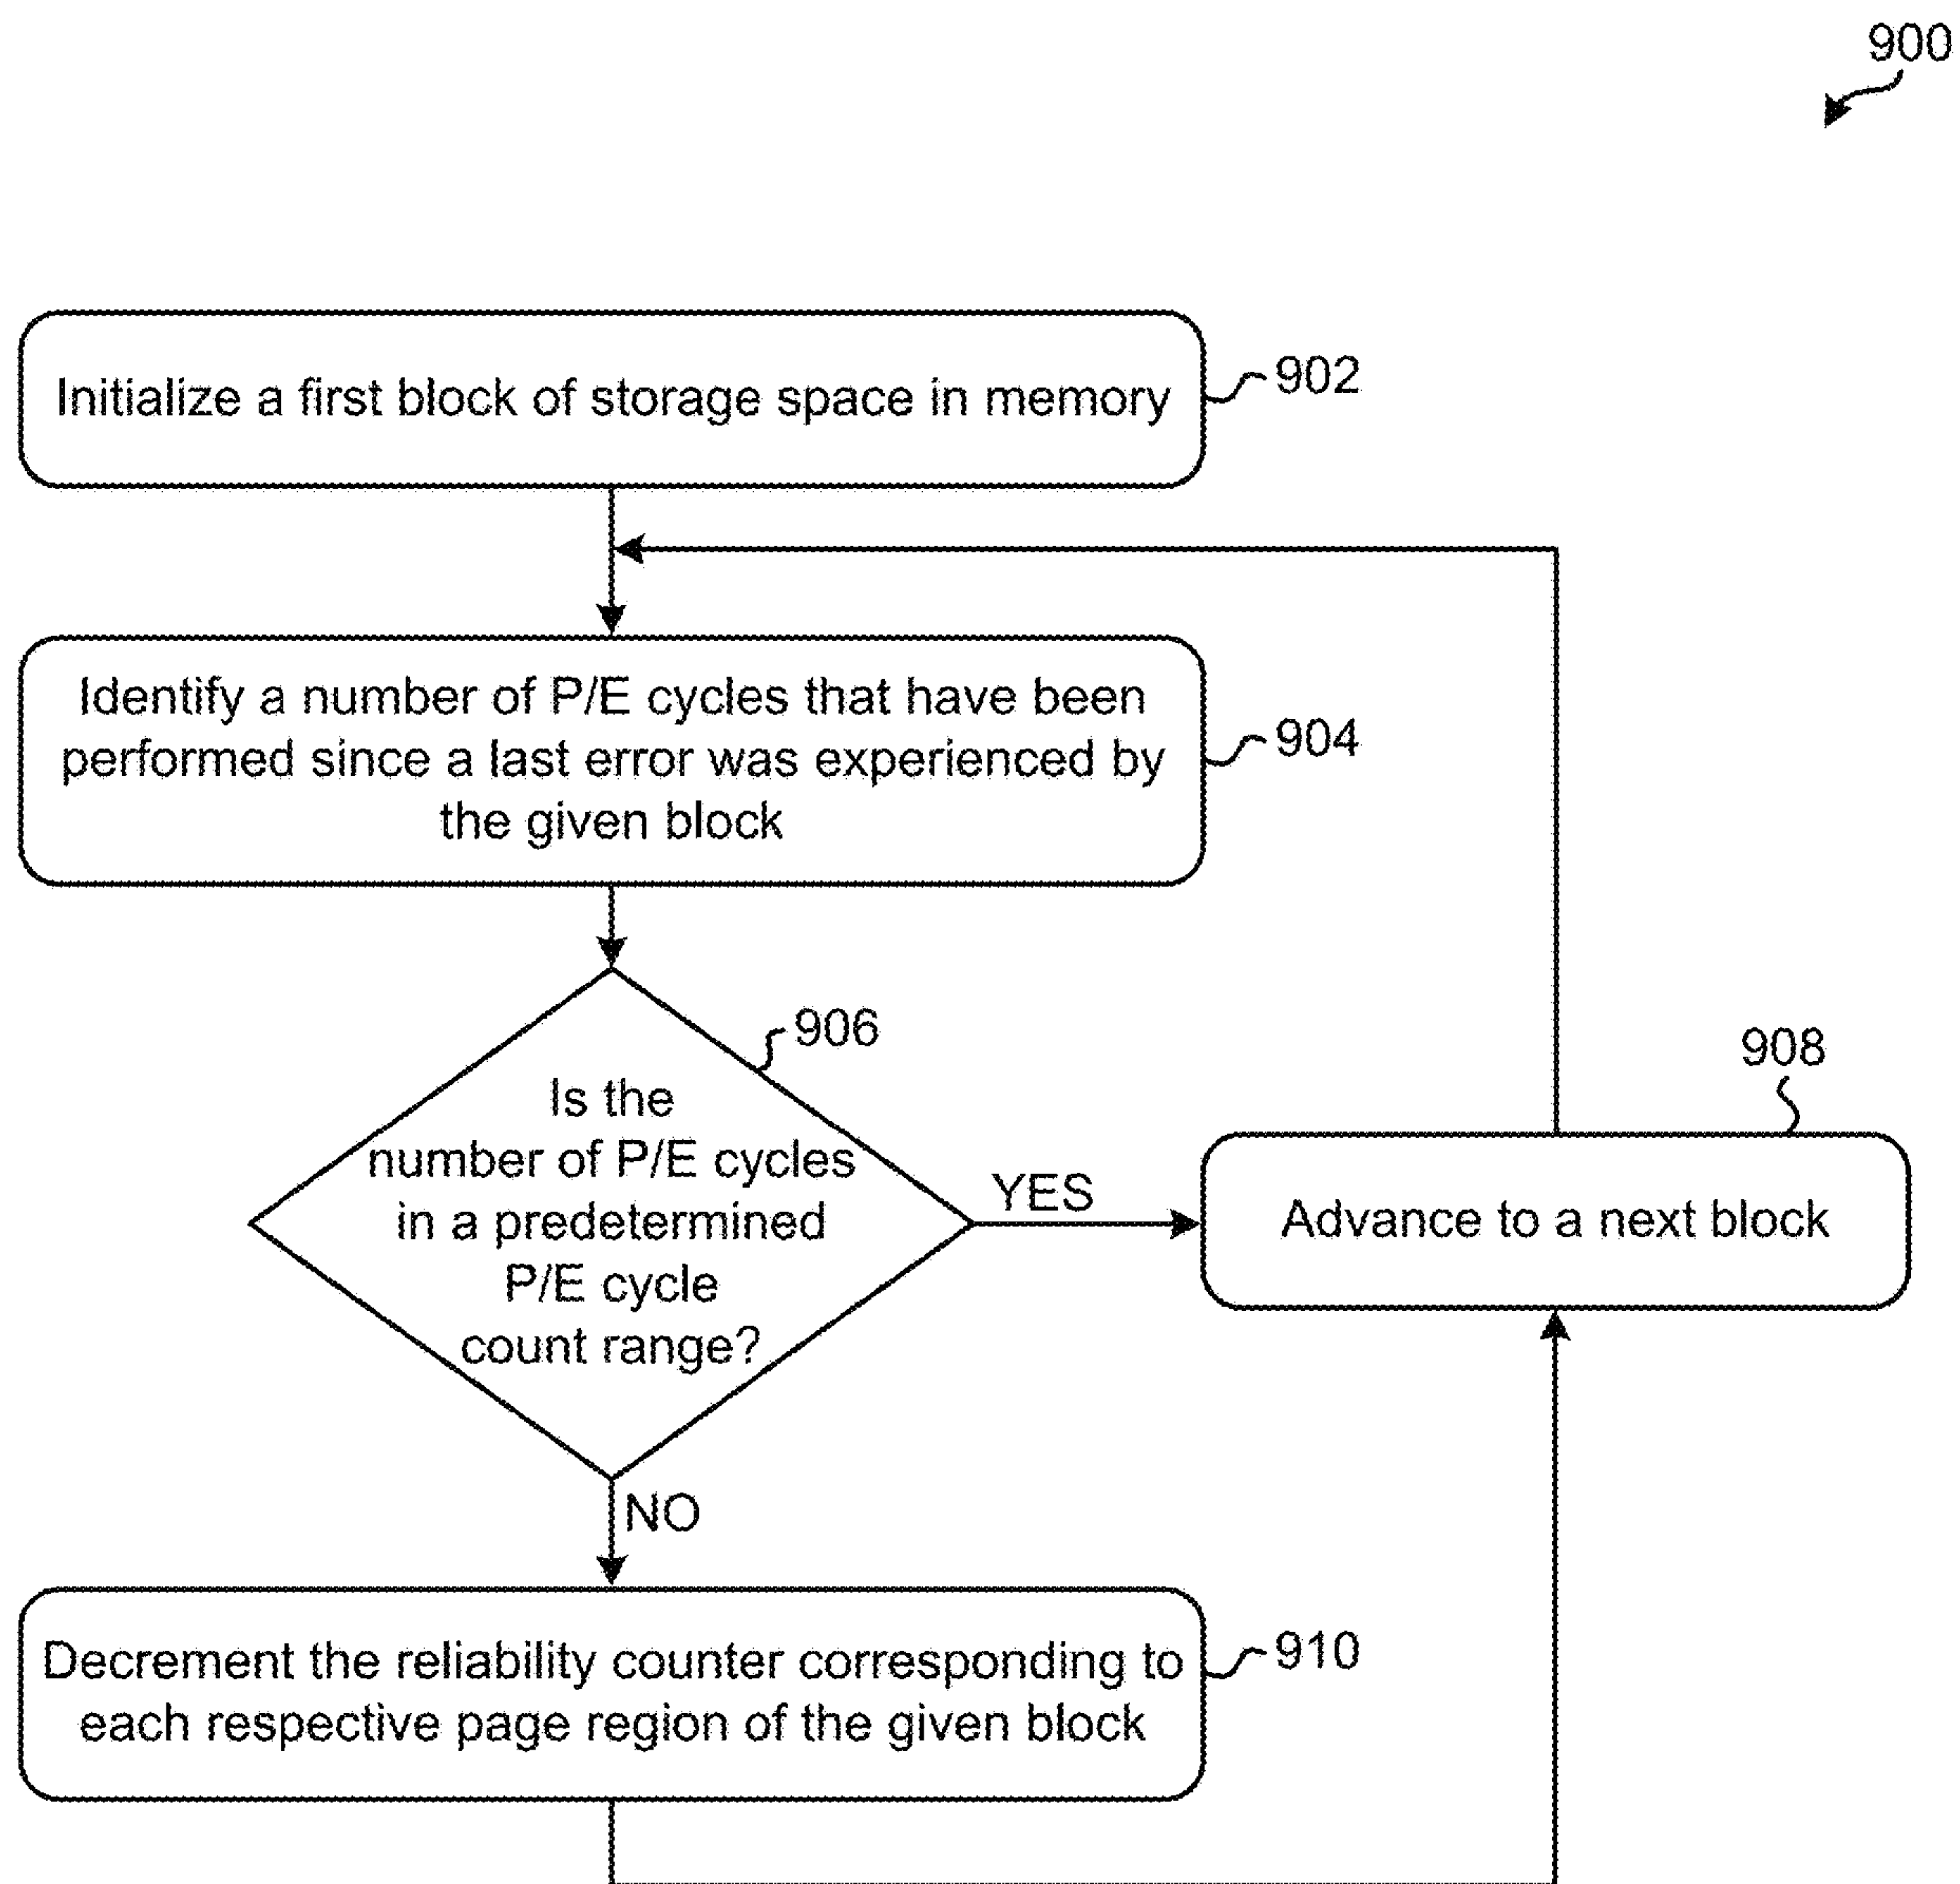 900
Initialize a first block of storage space in memory
902
Identify a number of P/E cycles that have been
performed since a last error was experienced by
the given block
904
906
Is the
number of P/E cycles
in a predetermined
P/E cycle
count range?
YES
908
Advance to a next block
NO
Decrement the reliability counter corresponding to
each respective page region of the given block
910